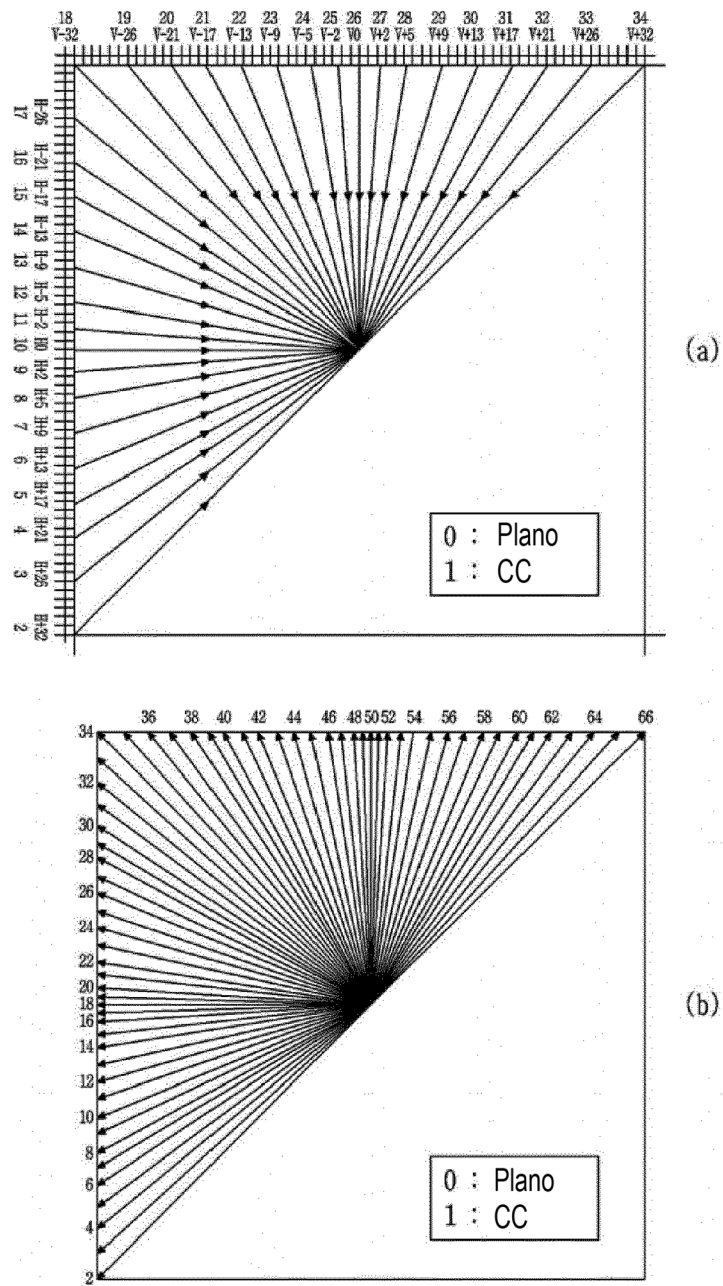 18 19 20 21 22 23 24 25 26 27 28 29 30 31 32 33 34
V-32 V-26 V-21 V-17 V-13 V-9 V-5 V-2 V0 V+2 V+5 V+9 V+13 V+17 V+21 V+26 V+32
17 H-26
16 H-21
15 H-17
14 H-13
13 H-9
12 H-5
11 H-2
10 H0
9 H+2
8 H+5
7 H+9
6 H+13
5 H+17
4 H+21
3 H+26
2 H+32
(a)
0 : Plano
1 : CC
36 38 40 42 44 46 48 50 52 54 56 58 60 62 64 66
34
32
30
28
26
24
22
20
18
16
14
12
10
8
6
4
2
(b)
0 : Plano
1 : CC